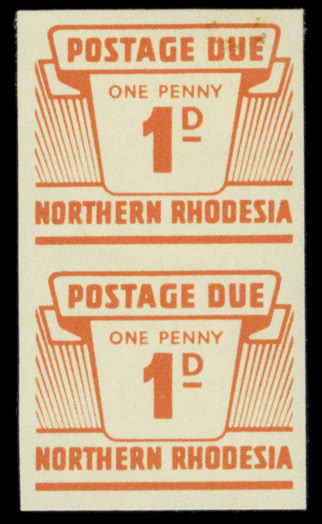 POSTAGE DUE
ONE PENNY
1D
NORTHERN RHODESIA
POSTAGE DUE
ONE PENNY
1D
NORTHERN RHODESIA